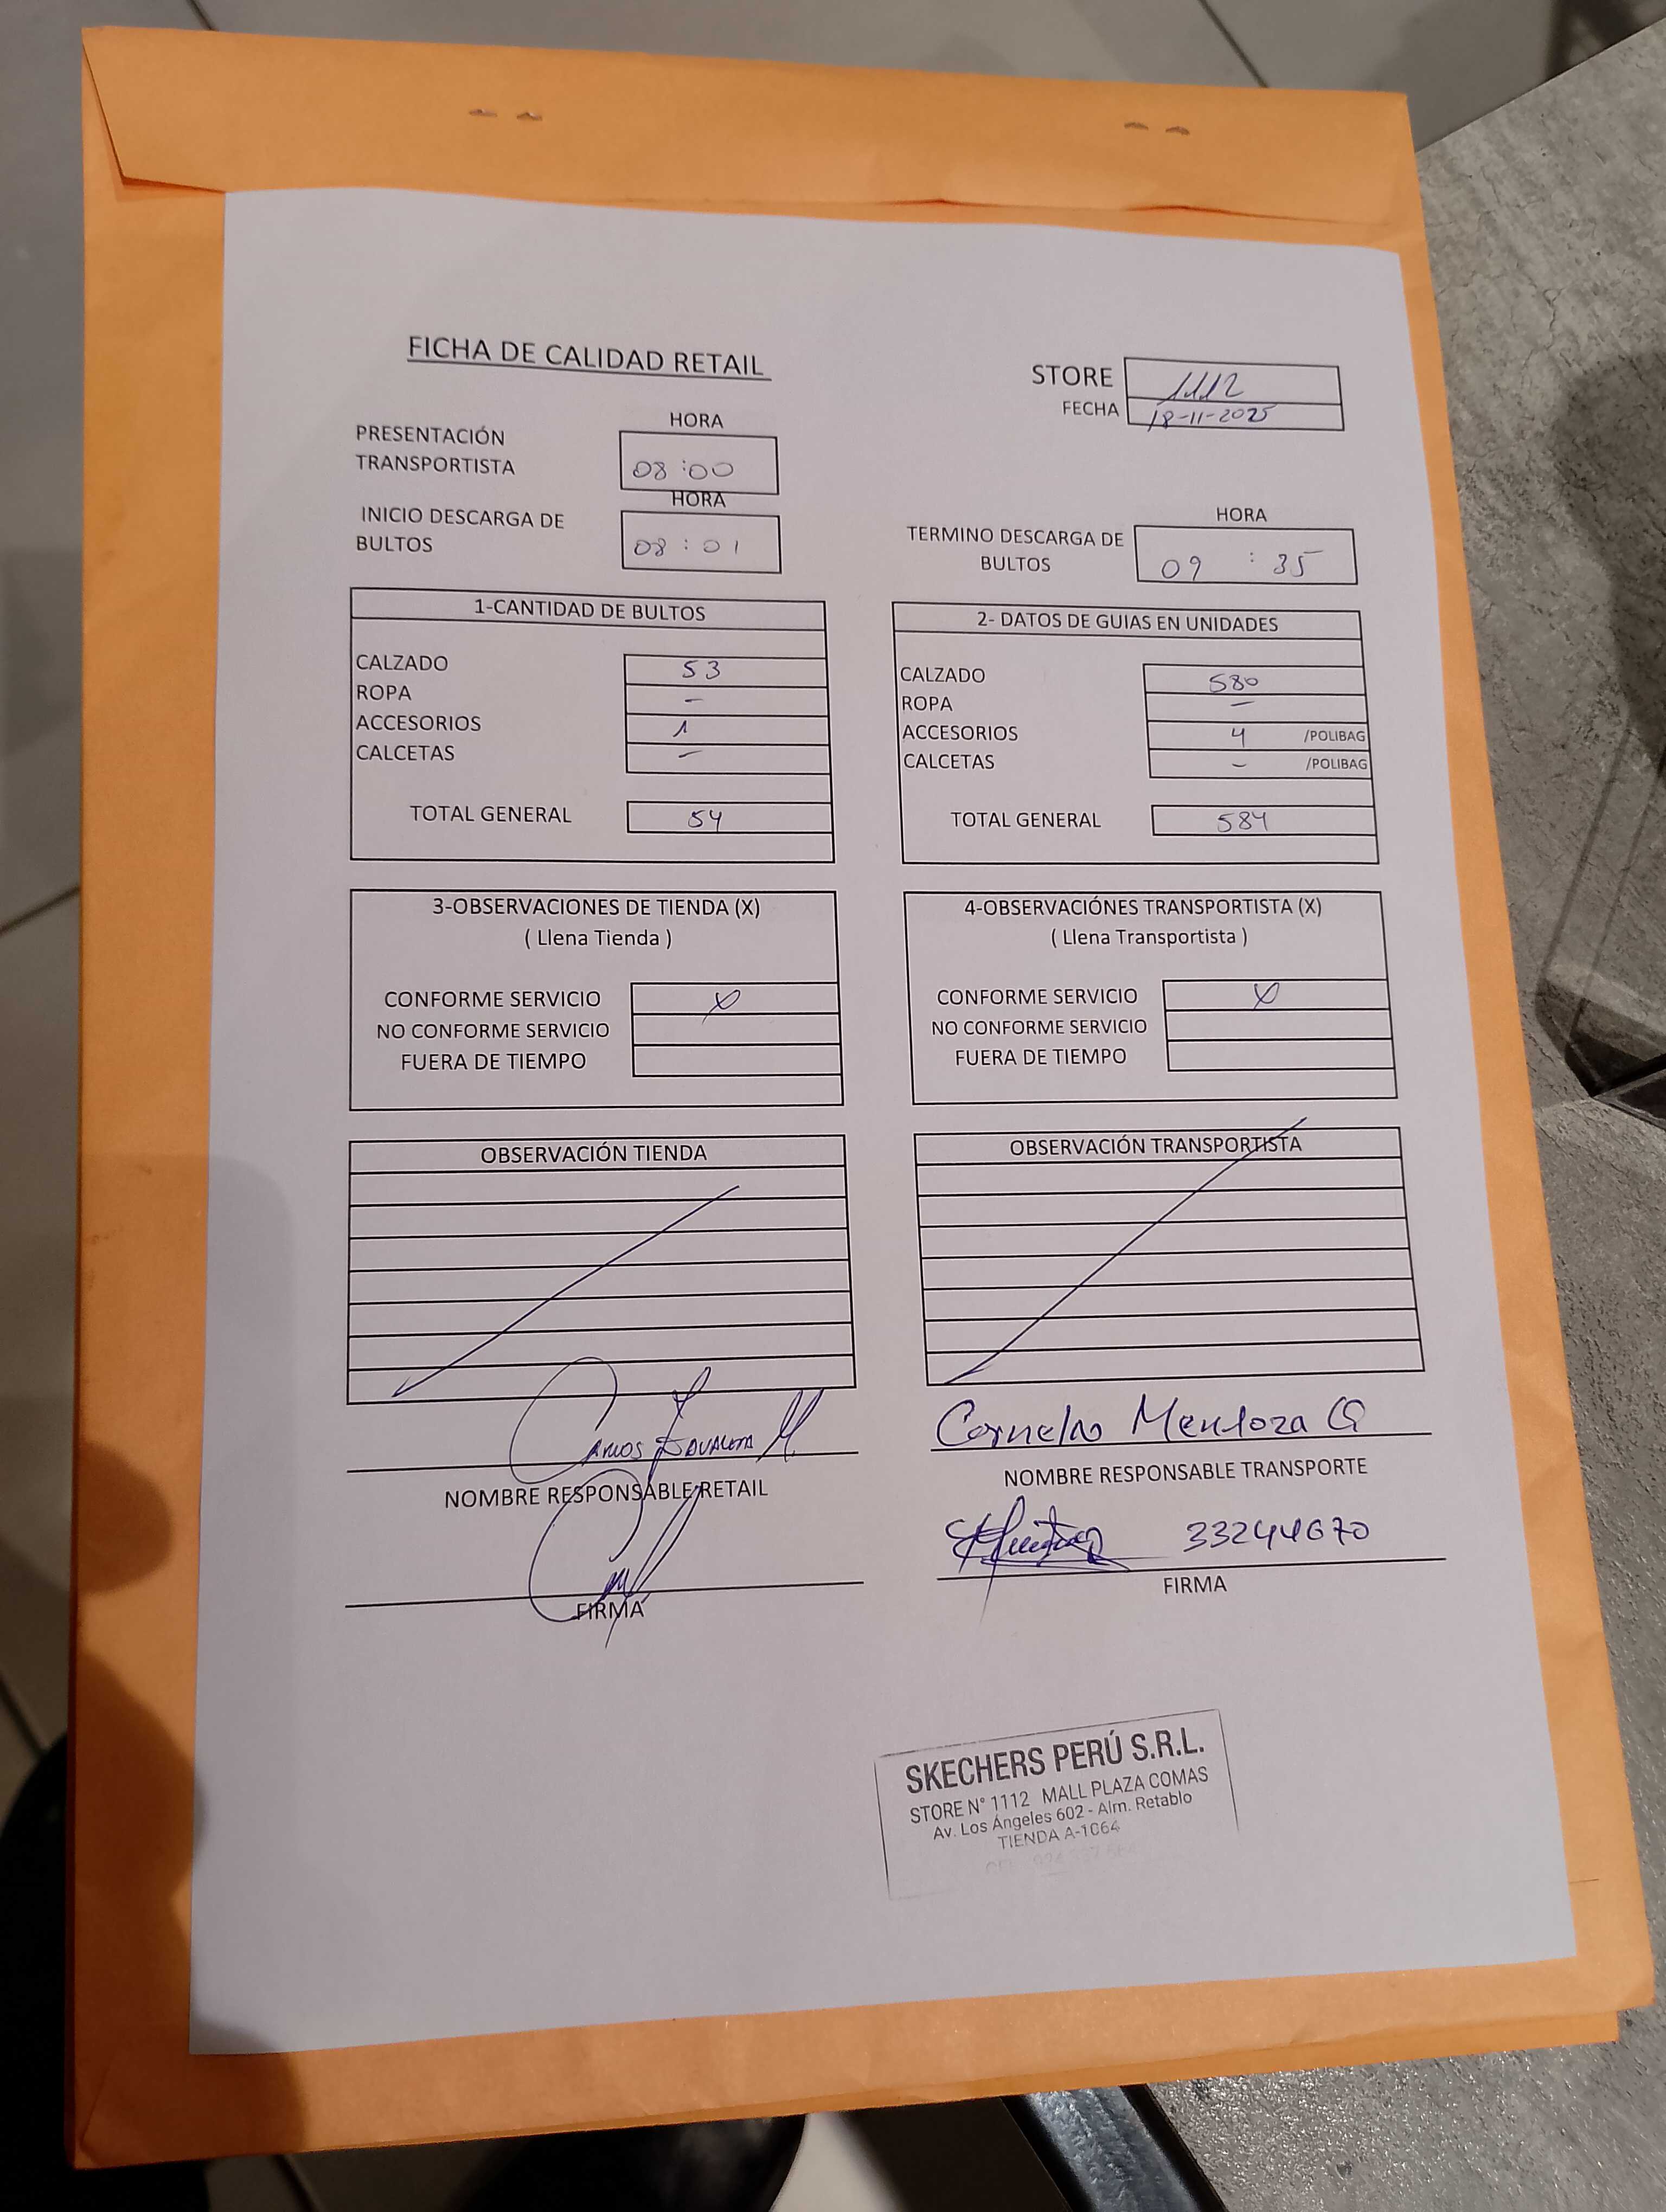 FICHA DE CALIDAD RETAIL
STORE 1112
FECHA 18-11-2025
HORA
PRESENTACIÓN
TRANSPORTISTA
08:00
HORA
INICIO DESCARGA DE
BULTOS
08:01
HORA
TERMINO DESCARGA DE
BULTOS
09:35
1-CANTIDAD DE BULTOS
CALZADO 53
ROPA -
ACCESORIOS 1
CALCETAS -
TOTAL GENERAL 54
2- DATOS DE GUIAS EN UNIDADES
CALZADO 580
ROPA -
ACCESORIOS 4 /POLIBAG
CALCETAS - /POLIBAG
TOTAL GENERAL 584
3-OBSERVACIONES DE TIENDA (X)
( Llena Tienda )
CONFORME SERVICIO X
NO CONFORME SERVICIO
FUERA DE TIEMPO
4-OBSERVACIÓNES TRANSPORTISTA (X)
( Llena Transportista )
CONFORME SERVICIO X
NO CONFORME SERVICIO
FUERA DE TIEMPO
OBSERVACIÓN TIENDA
OBSERVACIÓN TRANSPORTISTA
Carlos Zavaleta M.
NOMBRE RESPONSABLE RETAIL
FIRMA
Cornelio Mendoza Q
NOMBRE RESPONSABLE TRANSPORTE
33244670
FIRMA
SKECHERS PERÚ S.R.L.
STORE N° 1112 MALL PLAZA COMAS
Av. Los Ángeles 602 - Alm. Retablo
TIENDA A-1064